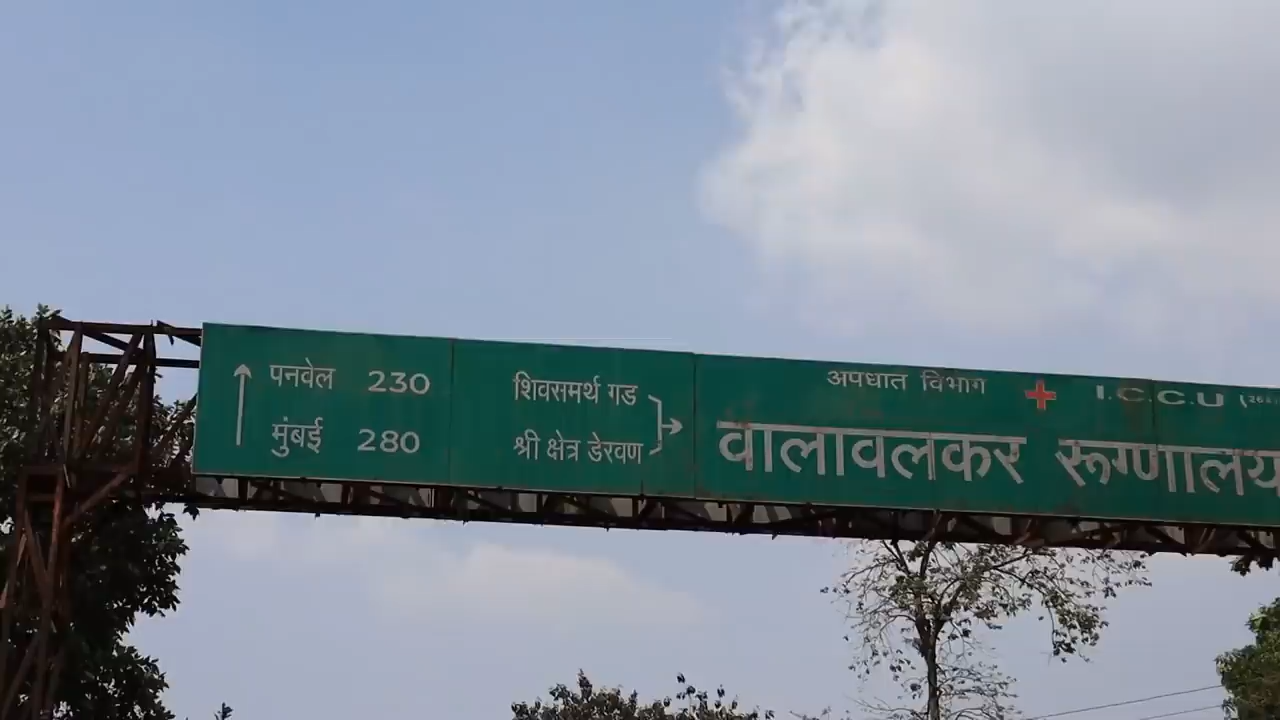 पनवेल 230
मुंबई 280
शिवसमर्थ गड
श्री क्षेत्र डेरवण
अपघात विभाग I.C.C.U
वालावलकर रूग्णालय